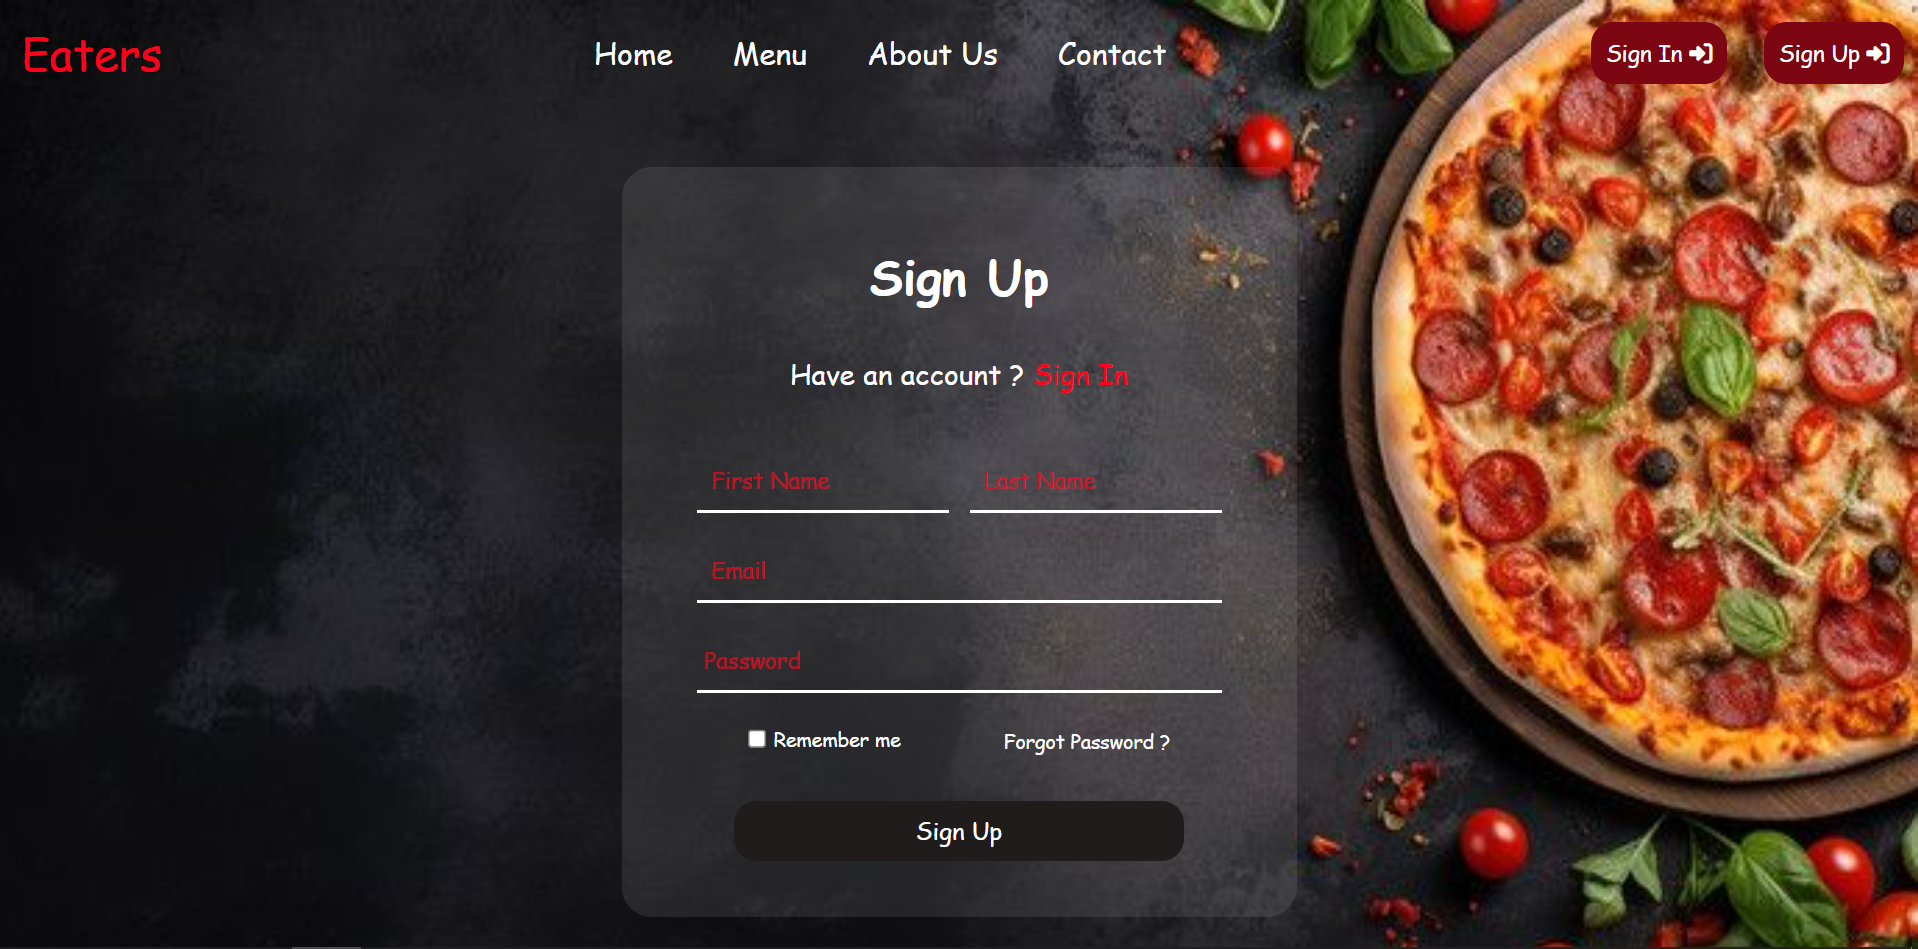 Eaters
Home Menu About Us Contact
Sign In Sign Up
Sign Up
Have an account ? Sign In
First Name Last Name
Email
Password
Remember me Forgot Password ?
Sign Up